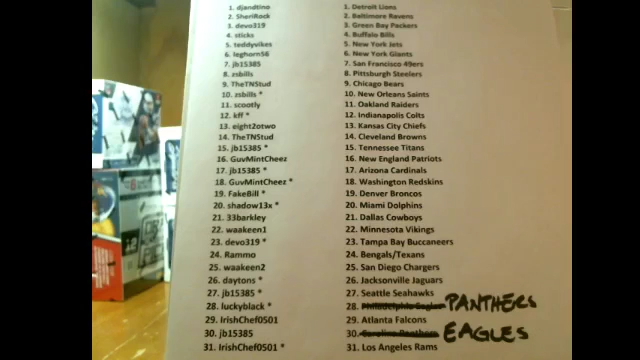 1. djandtino 1. Detroit Lions
2. SheriRock 2. Baltimore Ravens
3. devo319 3. Green Bay Packers
4. sticks 4. Buffalo Bills
5. teddyvikes 5. New York Jets
6. leghorn56 6. New York Giants
7. jb15385 7. San Francisco 49ers
8. zsbills 8. Pittsburgh Steelers
9. TheTNStud 9. Chicago Bears
10. zsbills * 10. New Orleans Saints
11. scootly 11. Oakland Raiders
12. kff * 12. Indianapolis Colts
13. eight2otwo 13. Kansas City Chiefs
14. TheTNStud 14. Cleveland Browns
15. jb15385 * 15. Tennessee Titans
16. GuvMintCheez 16. New England Patriots
17. jb15385 * 17. Arizona Cardinals
18. GuvMintCheez * 18. Washington Redskins
19. FakeBill * 19. Denver Broncos
20. shadow13x * 20. Miami Dolphins
21. 33barkley 21. Dallas Cowboys
22. waakeen1 22. Minnesota Vikings
23. devo319 * 23. Tampa Bay Buccaneers
24. Rammo 24. Bengals/Texans
25. waakeen2 25. San Diego Chargers
26. daytons * 26. Jacksonville Jaguars
27. jb15385 * 27. Seattle Seahawks
28. luckyblack * 28. Philadelphia Eagles PANTHERS
29. IrishChef0501 29. Atlanta Falcons
30. jb15385 30. Carolina Panthers EAGLES
31. IrishChef0501 * 31. Los Angeles Rams